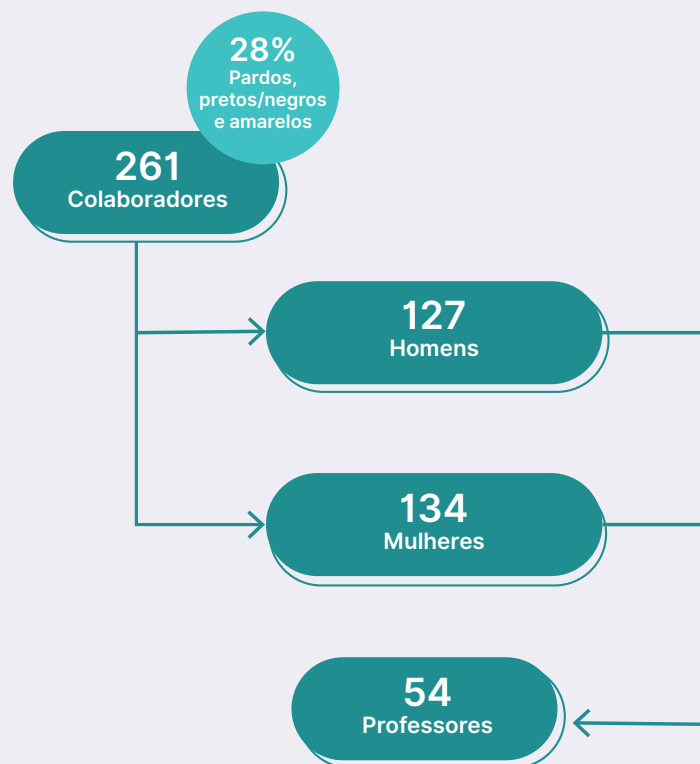 28%
Pardos,
pretos/negros
e amarelos
261
Colaboradores
127
Homens
134
Mulheres
54
Professores